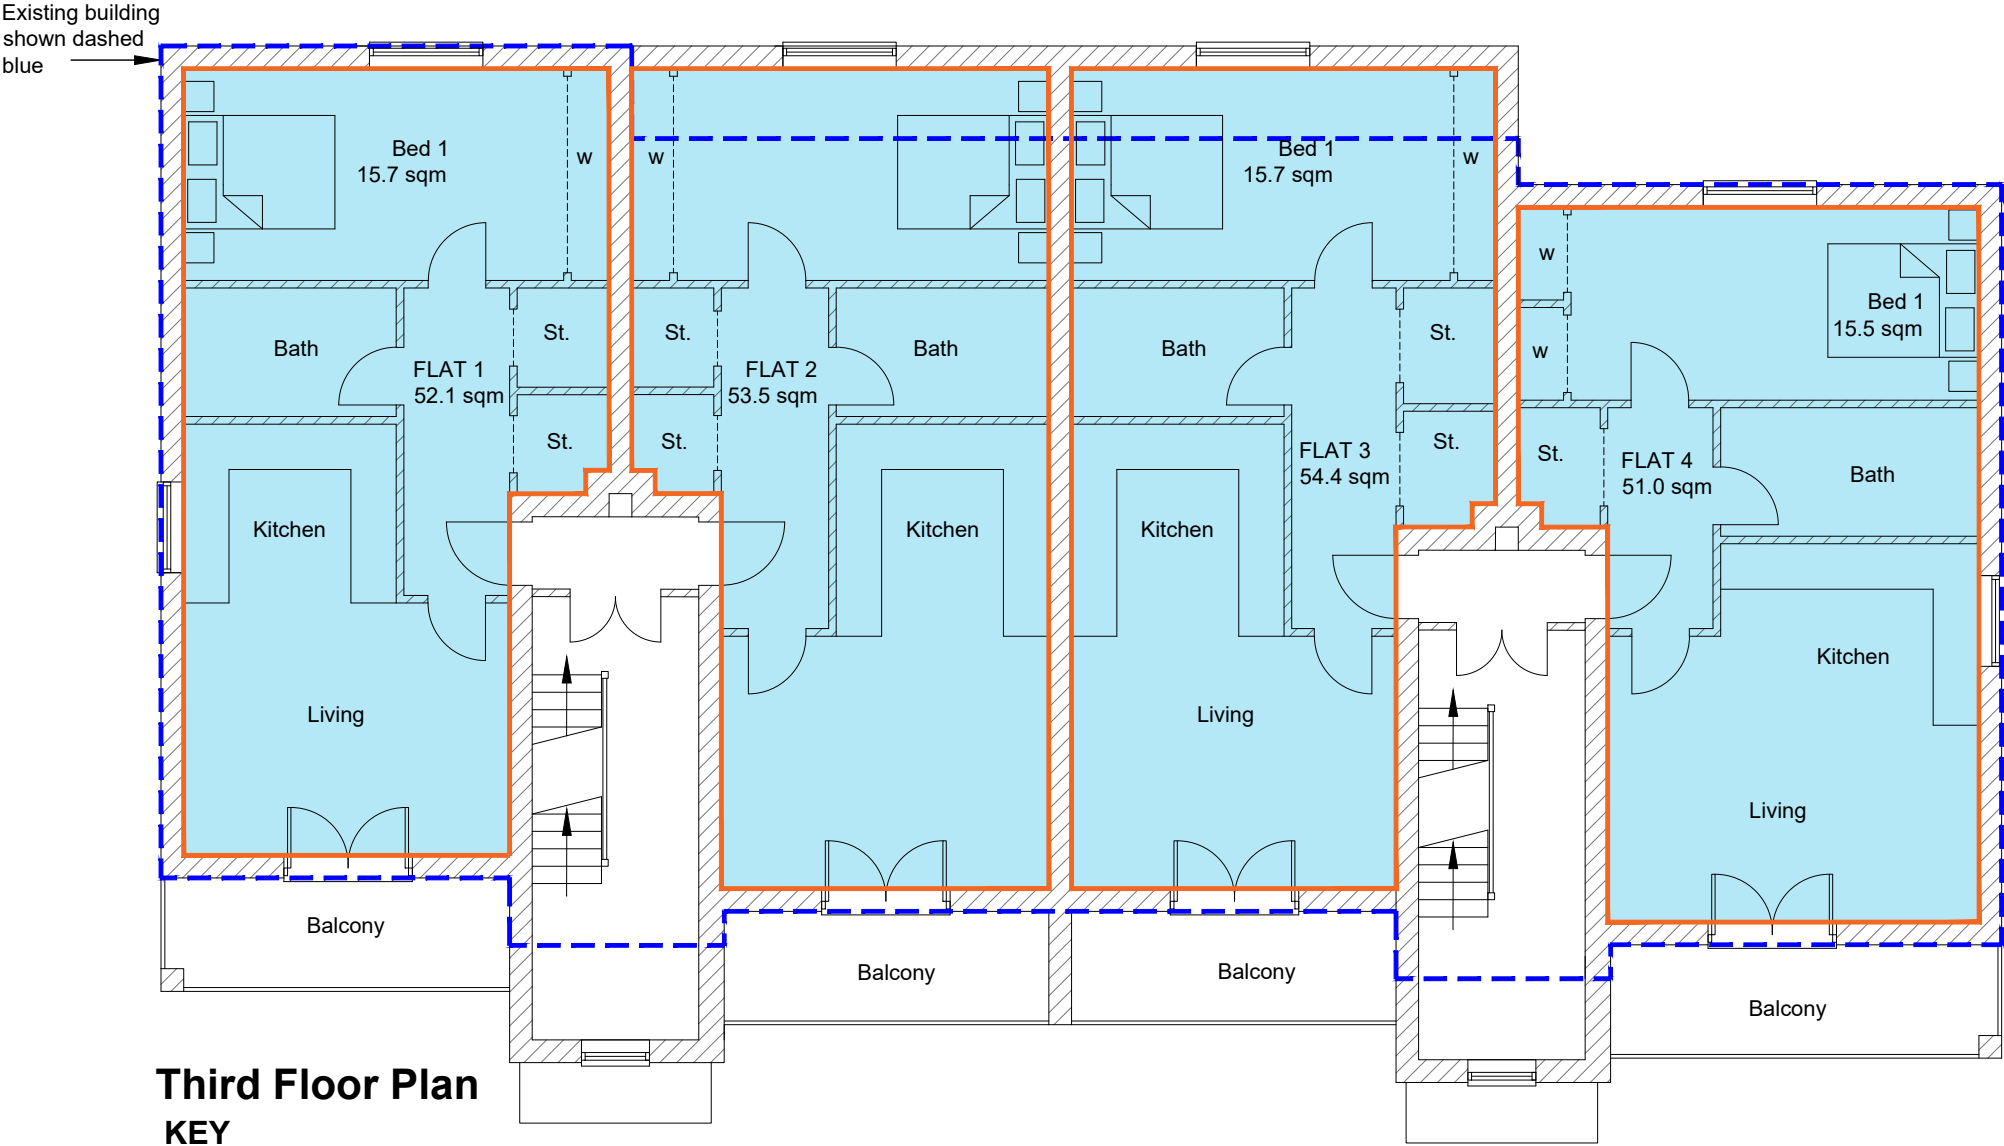 Existing building
shown dashed
blue
Bed 1
15.7 sqm
w
w
Bed 1
15.7 sqm
w
w
Bed 1
15.5 sqm
w
Bath
St.
FLAT 1
52.1 sqm
St.
St.
FLAT 2
53.5 sqm
St.
Bath
Bath
St.
FLAT 3
54.4 sqm
St.
St.
FLAT 4
51.0 sqm
Bath
Kitchen
Kitchen
Kitchen
Kitchen
Living
Living
Living
Balcony
Balcony
Balcony
Balcony
Third Floor Plan
KEY